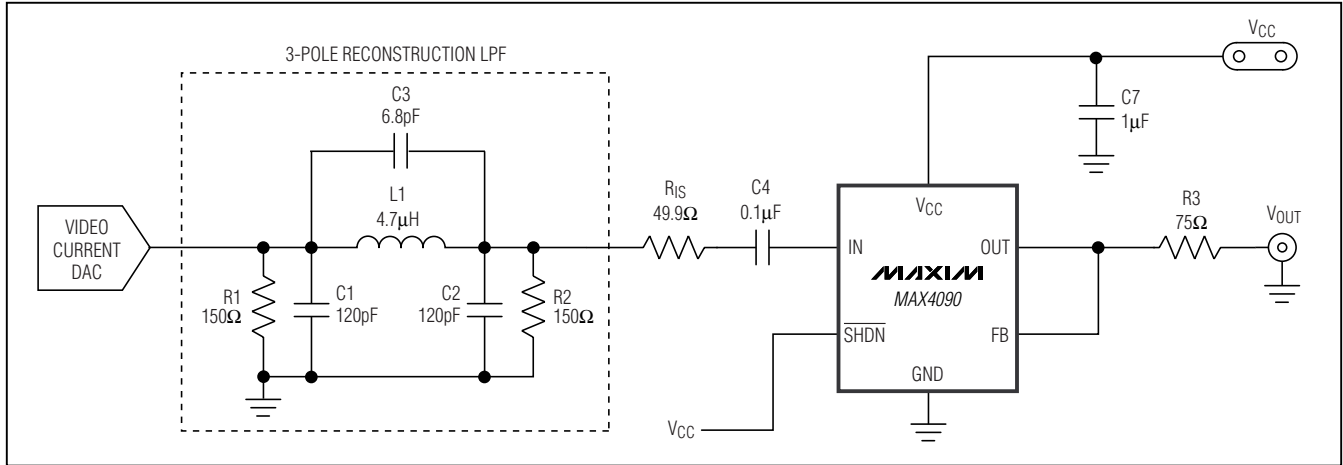 3-POLE RECONSTRUCTION LPF
VIDEO
CURRENT
DAC
R1
150Ω
C1
120pF
C3
6.8pF
L1
4.7μH
C2
120pF
R2
150Ω
RIS
49.9Ω
C4
0.1μF
VCC
C7
1μF
VCC
IN
OUT
MAXIM
MAX4090
SHDN
FB
GND
VCC
R3
75Ω
VOUT